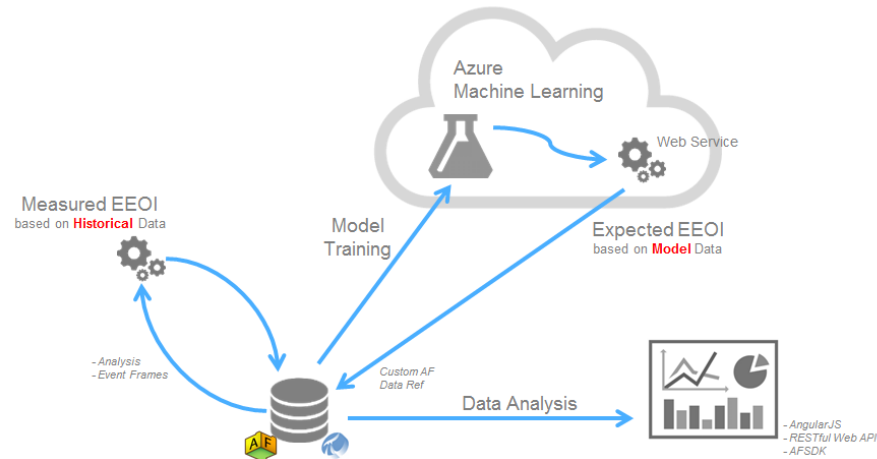 Azure
Machine Learning
Web Service
Measured EEOI
based on Historical Data
Model
Training
Expected EEOI
based on Model Data
- Analysis
- Event Frames
Custom AF
Data Ref
Data Analysis
- AngularJS
- RESTful Web API
- AFSDK
A F